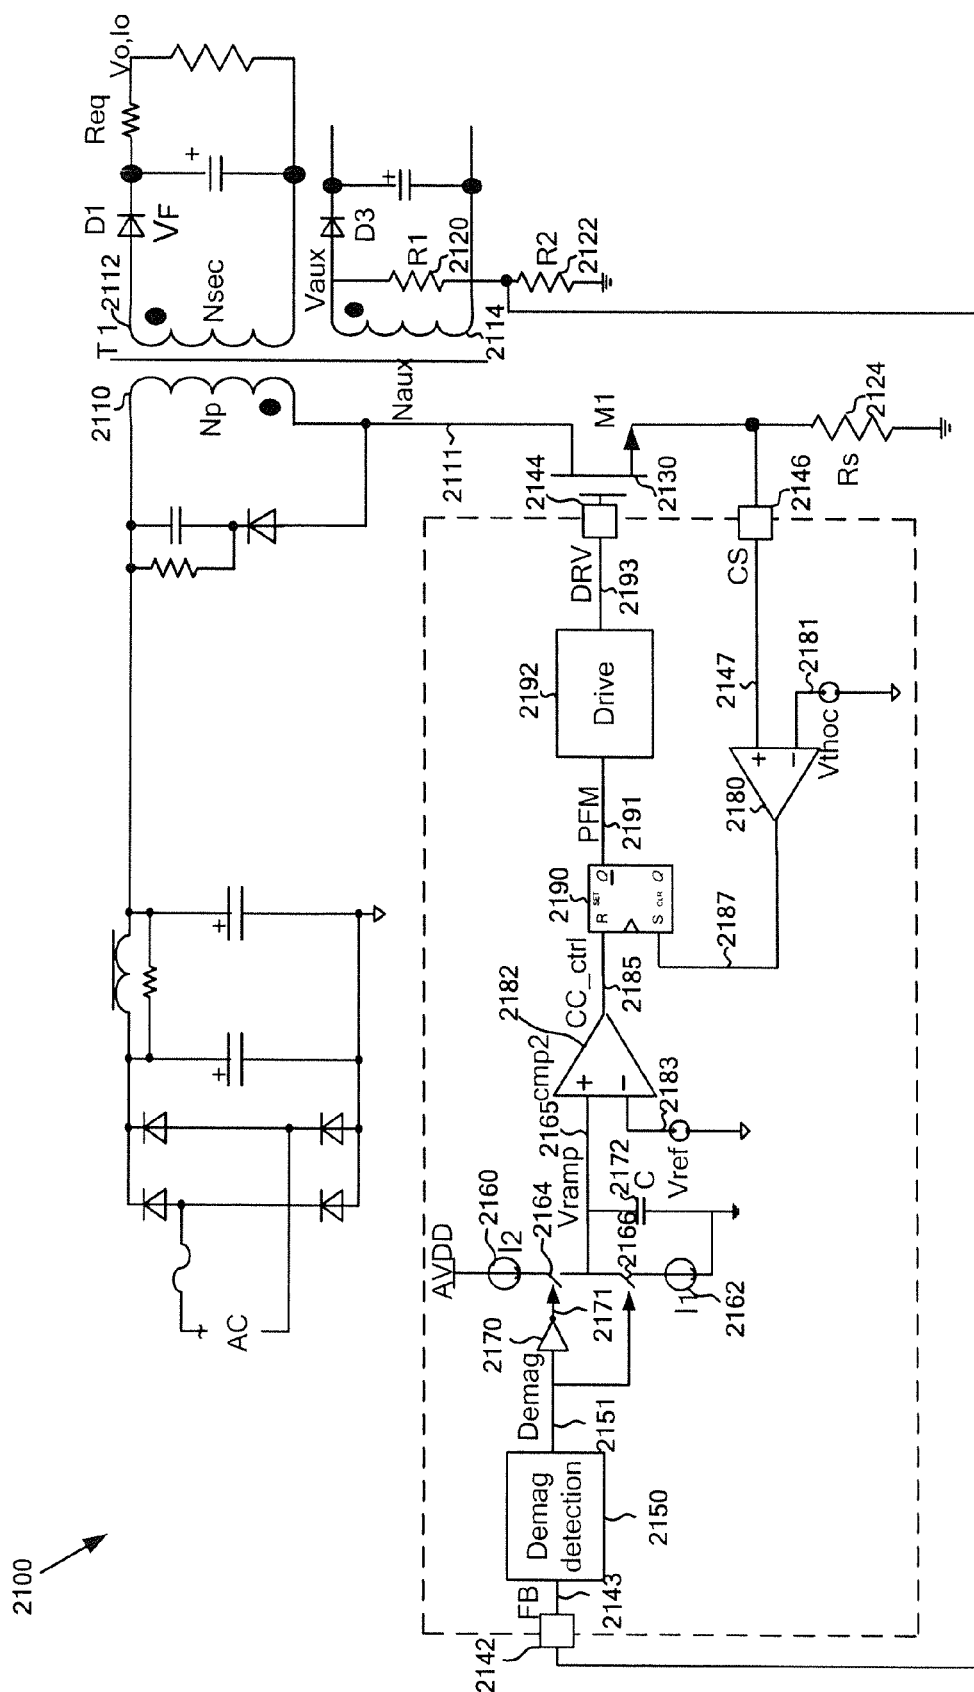 2100
AC
T1
2110
Np
2112
Nsec
D1
VF
Req
Vo,Io
Naux
2114
Vaux
D3
R1
2120
R2
2122
2111
M1
2130
2144
2146
2124
Rs
2142
FB
2143
Demag
detection
2150
2151
Demag
2170
2171
AVDD
2160
I2
2164
2166
I1
2162
Vramp
2165
2172
C
Vref
2183
cmp2
+
−
2182
CC_ctrl
2185
2190
R SET Q
S CLR Q
2187
PFM
2191
2192
Drive
DRV
2193
CS
2147
2180
+
−
2181
Vthoc
+
+
+
+